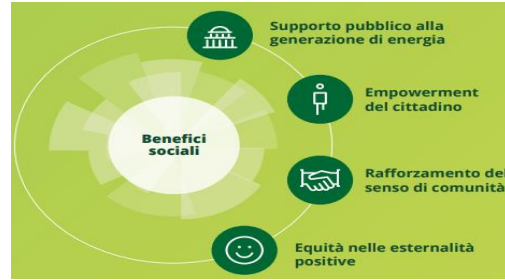 Supporto pubblico alla
generazione di energia
Empowerment
del cittadino
Benefici
sociali
Rafforzamento del
senso di comunità
Equità nelle esternalità
positive